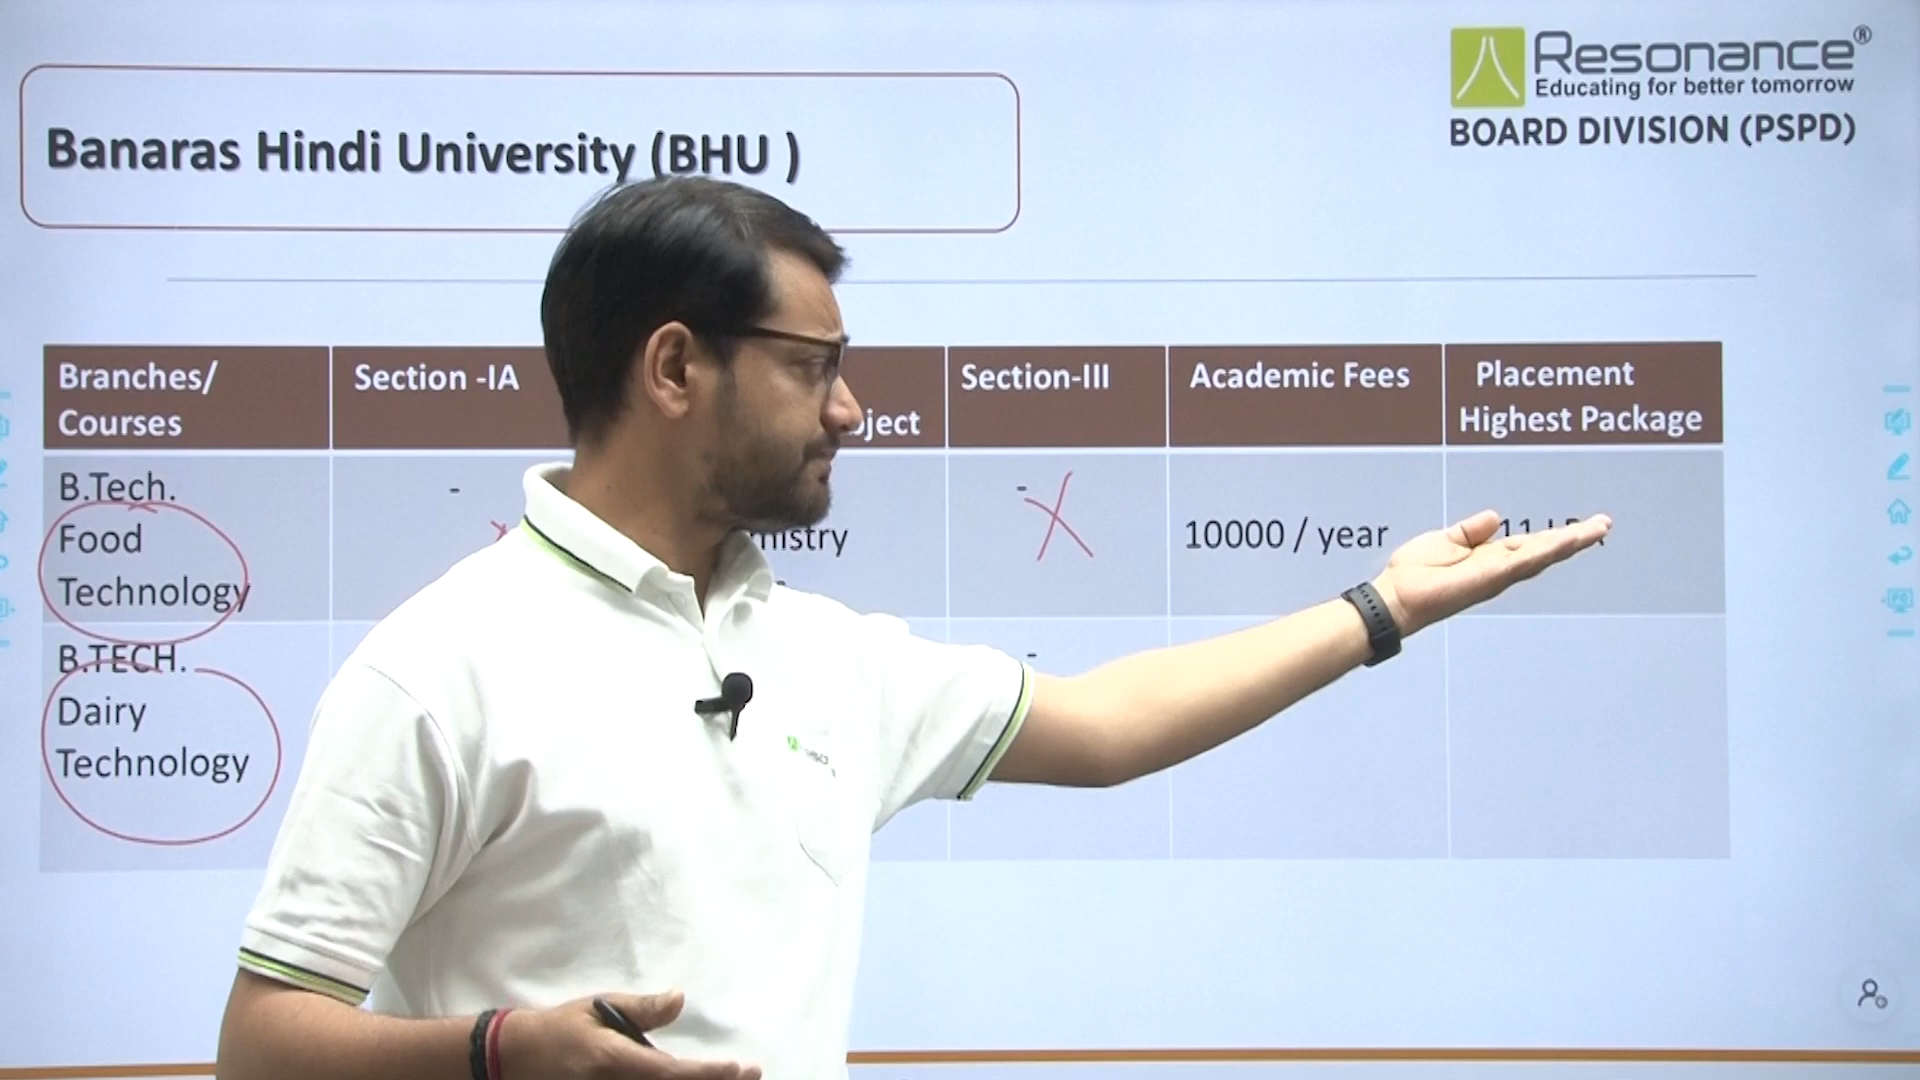 Resonance®
Educating for better tomorrow
BOARD DIVISION (PSPD)
Banaras Hindi University (BHU )
Branches/
Courses
Section -IA
Section-III
Academic Fees
Placement
Highest Package
B.Tech.
Food
Technology
-
-
10000 / year
11
B.TECH.
Dairy
Technology
-